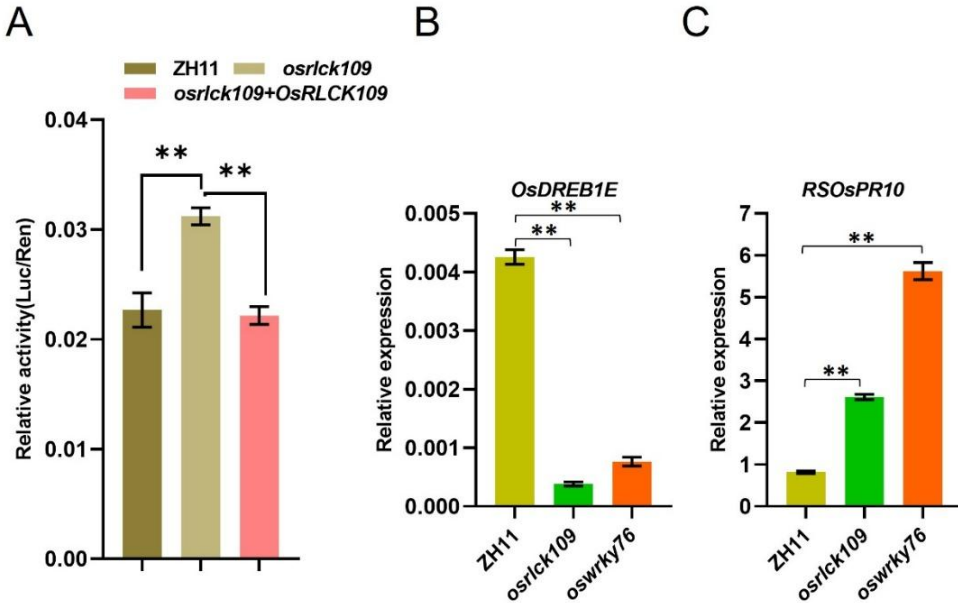 A
ZH11
osrlck109
osrlck109+OsRLCK109
Relative activity(Luc/Ren)
0.04
0.03
0.02
0.01
0.00
**
**
B
OsDREB1E
Relative expression
0.005
0.004
0.003
0.002
0.001
0.000
**
**
ZH11
osrlck109
oswrky76
C
RSOsPR10
Relative expression
7
6
5
4
3
2
1
0
**
**
ZH11
osrlck109
oswrky76